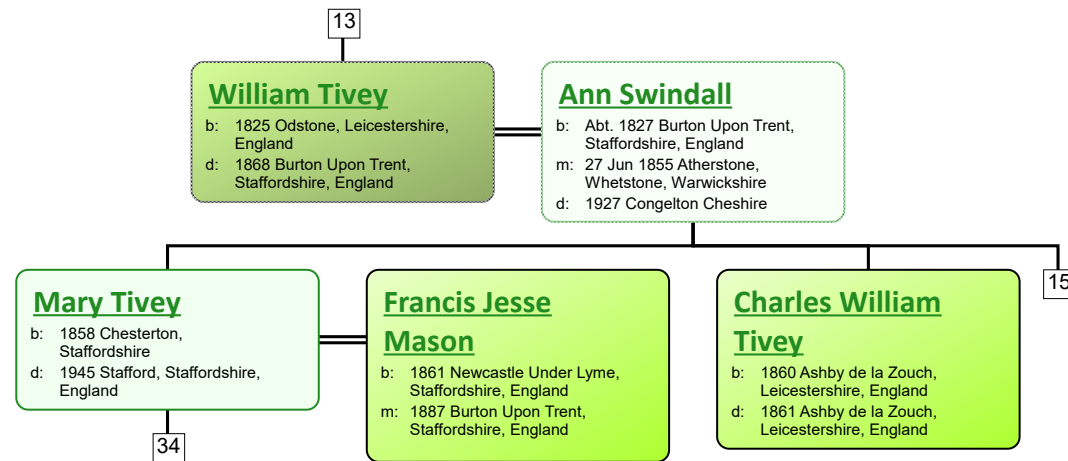 13
William Tivey
b: 1825 Odstone, Leicestershire,
England
d: 1868 Burton Upon Trent,
Staffordshire, England
Ann Swindall
b: Abt. 1827 Burton Upon Trent,
Staffordshire, England
m: 27 Jun 1855 Atherstone,
Whetstone, Warwickshire
d: 1927 Congelton Cheshire
15
Mary Tivey
b: 1858 Chesterton,
Staffordshire
d: 1945 Stafford, Staffordshire,
England
Francis Jesse
Mason
b: 1861 Newcastle Under Lyme,
Staffordshire, England
m: 1887 Burton Upon Trent,
Staffordshire, England
Charles William
Tivey
b: 1860 Ashby de la Zouch,
Leicestershire, England
d: 1861 Ashby de la Zouch,
Leicestershire, England
34